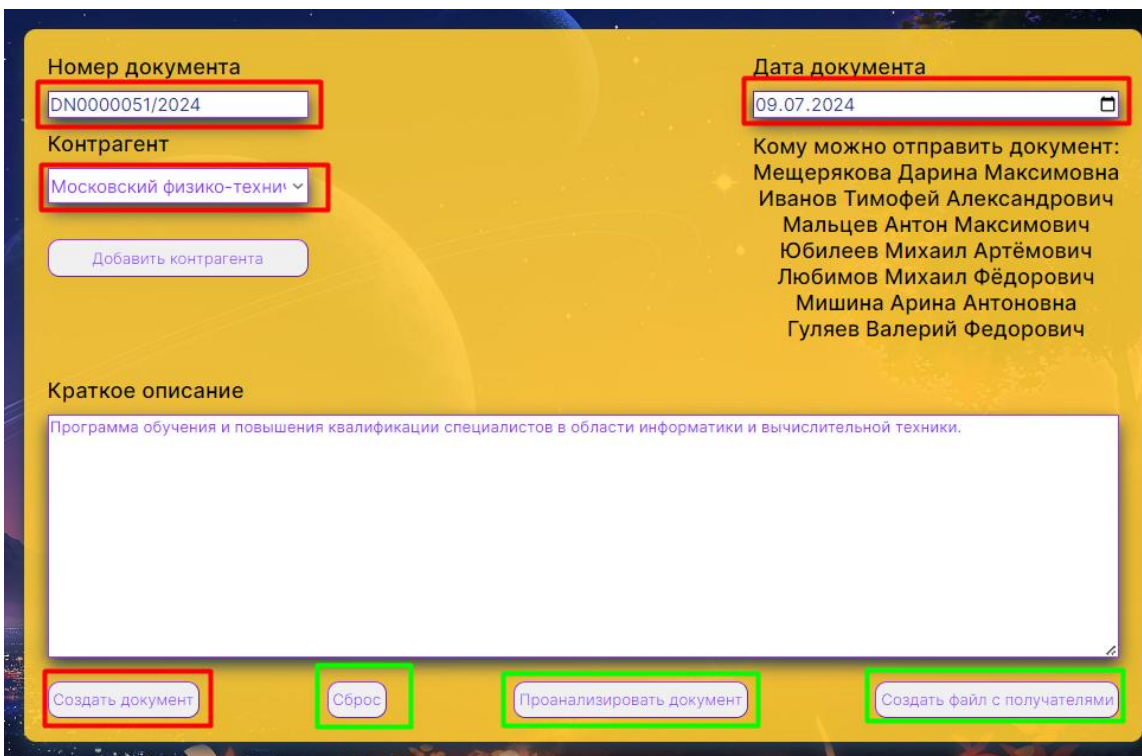 Номер документа
DN0000051/2024
Контрагент
Московский физико-технич
Добавить контрагента
Дата документа
09.07.2024
Кому можно отправить документ:
Мещерякова Дарина Максимовна
Иванов Тимофей Александрович
Мальцев Антон Максимович
Юбилеев Михаил Артёмович
Любимов Михаил Фёдорович
Мишина Арина Антоновна
Гуляев Валерий Федорович
Краткое описание
Программа обучения и повышения квалификации специалистов в области информатики и вычислительной техники.
Создать документ
Сброс
Проанализировать документ
Создать файл с получателями